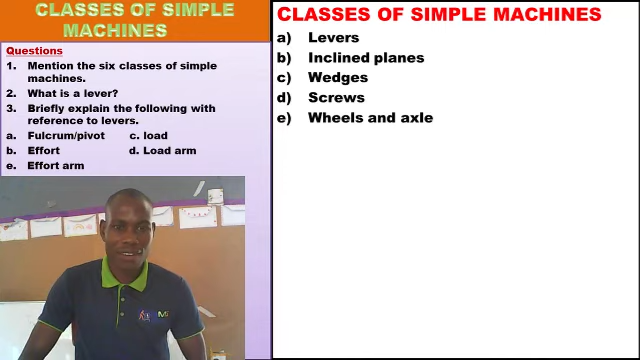 CLASSES OF SIMPLE
MACHINES
Questions
1. Mention the six classes of simple
machines.
2. What is a lever?
3. Briefly explain the following with
reference to levers.
a. Fulcrum/pivot c. load
b. Effort d. Load arm
e. Effort arm
CLASSES OF SIMPLE MACHINES
a) Levers
b) Inclined planes
c) Wedges
d) Screws
e) Wheels and axle